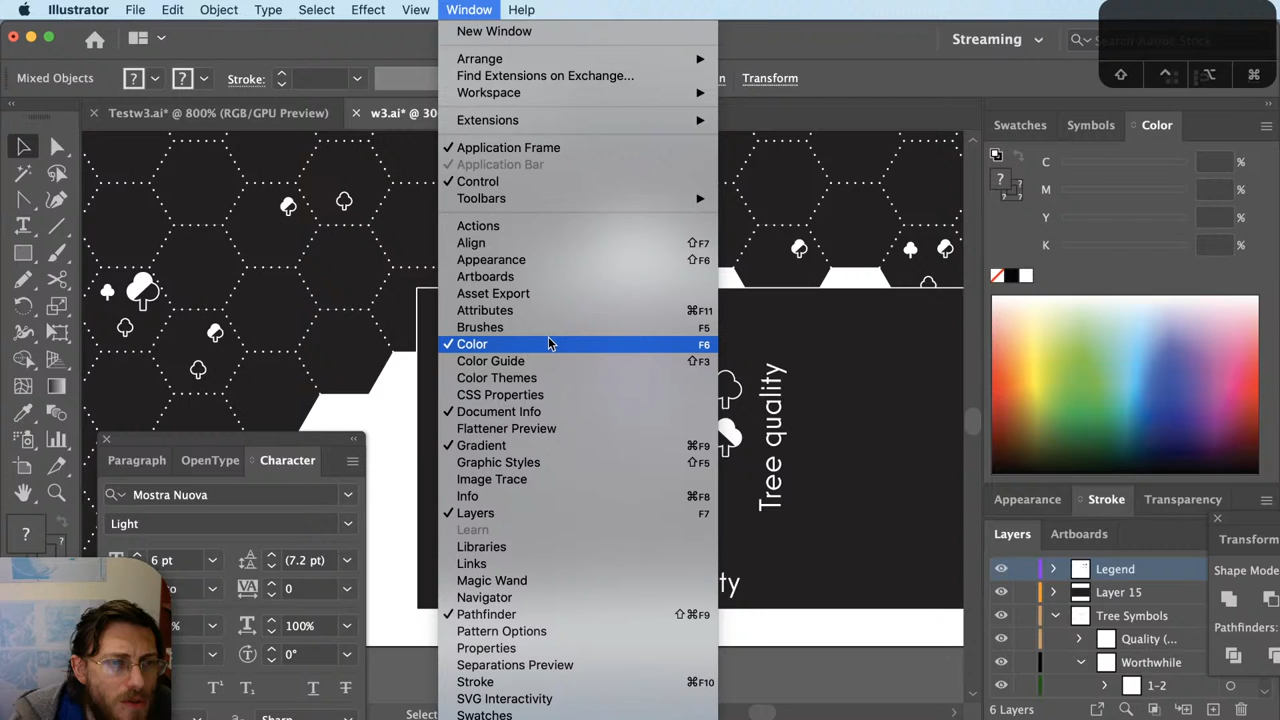 Illustrator File Edit Object Type Select Effect View Window Help
New Window
Streaming
Search Adobe Stock
Mixed Objects
?
?
Stroke:
Transform
Arrange
Find Extensions on Exchange...
Workspace
Testw3.ai* @ 800% (RGB/GPU Preview)
w3.ai* @ 30
Extensions
Swatches Symbols Color
✓ Application Frame
✓ Application Bar
✓ Control
Toolbars
C %
M %
Y %
K %
?
Actions
Align ⇧F7
Appearance ⇧F6
Artboards
Asset Export
Attributes ⌘F11
Brushes F5
✓ Color F6
Color Guide ⇧F3
Color Themes
CSS Properties
✓ Document Info
Flattener Preview
✓ Gradient ⌘F9
Graphic Styles ⇧F5
Image Trace
Info ⌘F8
✓ Layers F7
Learn
Libraries
Links
Magic Wand
Navigator
✓ Pathfinder ⇧⌘F9
Pattern Options
Properties
Separations Preview
Stroke ⌘F10
SVG Interactivity
Swatches
Tree quality
ty
Paragraph OpenType Character
Mostra Nuova
Light
6 pt (7.2 pt)
0
% 100%
0°
?
Appearance Stroke Transparency
Layers Artboards
Transform
Legend
Shape Mode
Layer 15
Tree Symbols
Pathfinders:
Quality (...
Worthwhile
1-2
6 Layers
Select